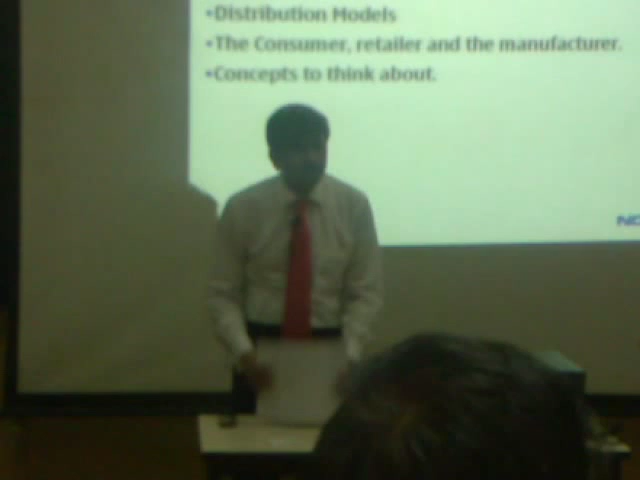 •Distribution Models
•The Consumer, retailer and the manufacturer.
•Concepts to think about.